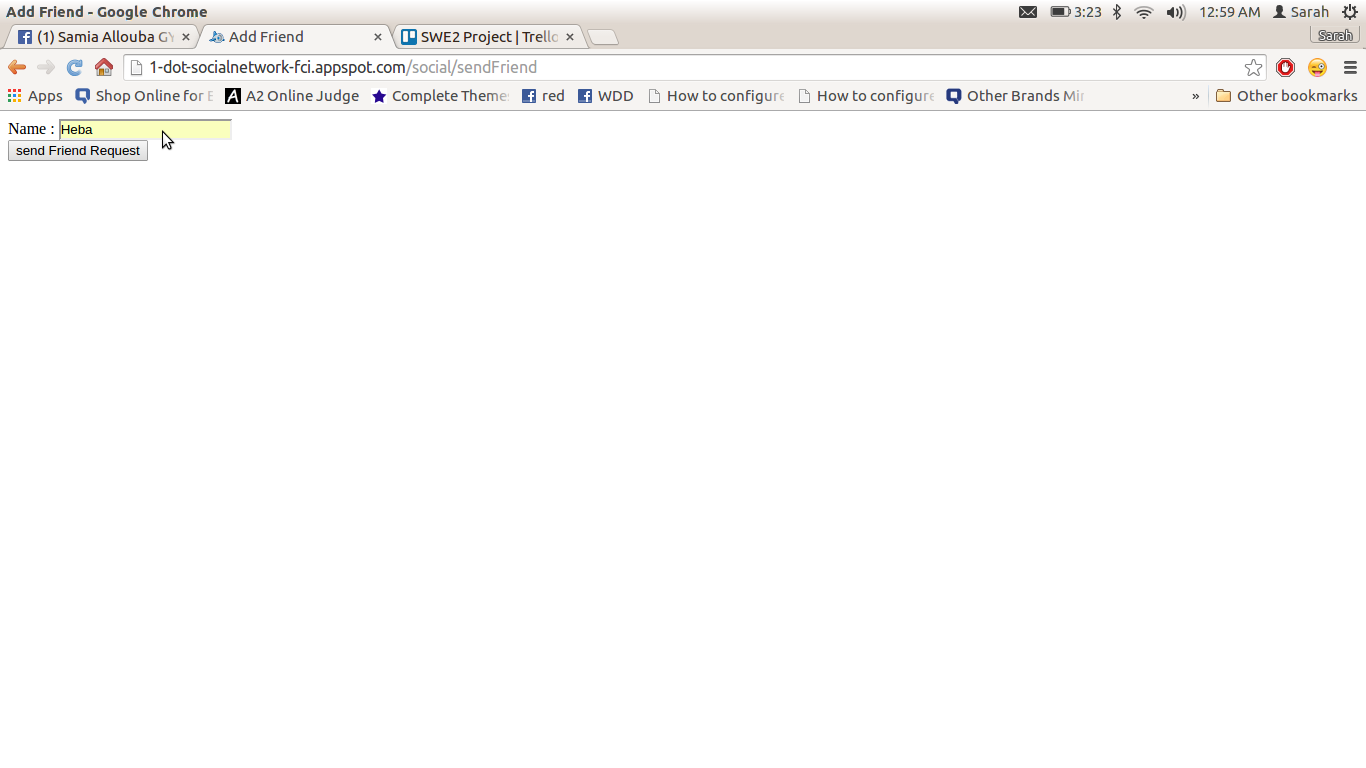 Add Friend - Google Chrome
3:23
12:59 AM
Sarah
(1) Samia Allouba GY
Add Friend
SWE2 Project | Trello
Sarah
1-dot-socialnetwork-fci.appspot.com/social/sendFriend
Apps
Shop Online for E
A2 Online Judge
Complete Themes
red
WDD
How to configure
How to configure
Other Brands Min
»
Other bookmarks
Name : Heba
send Friend Request